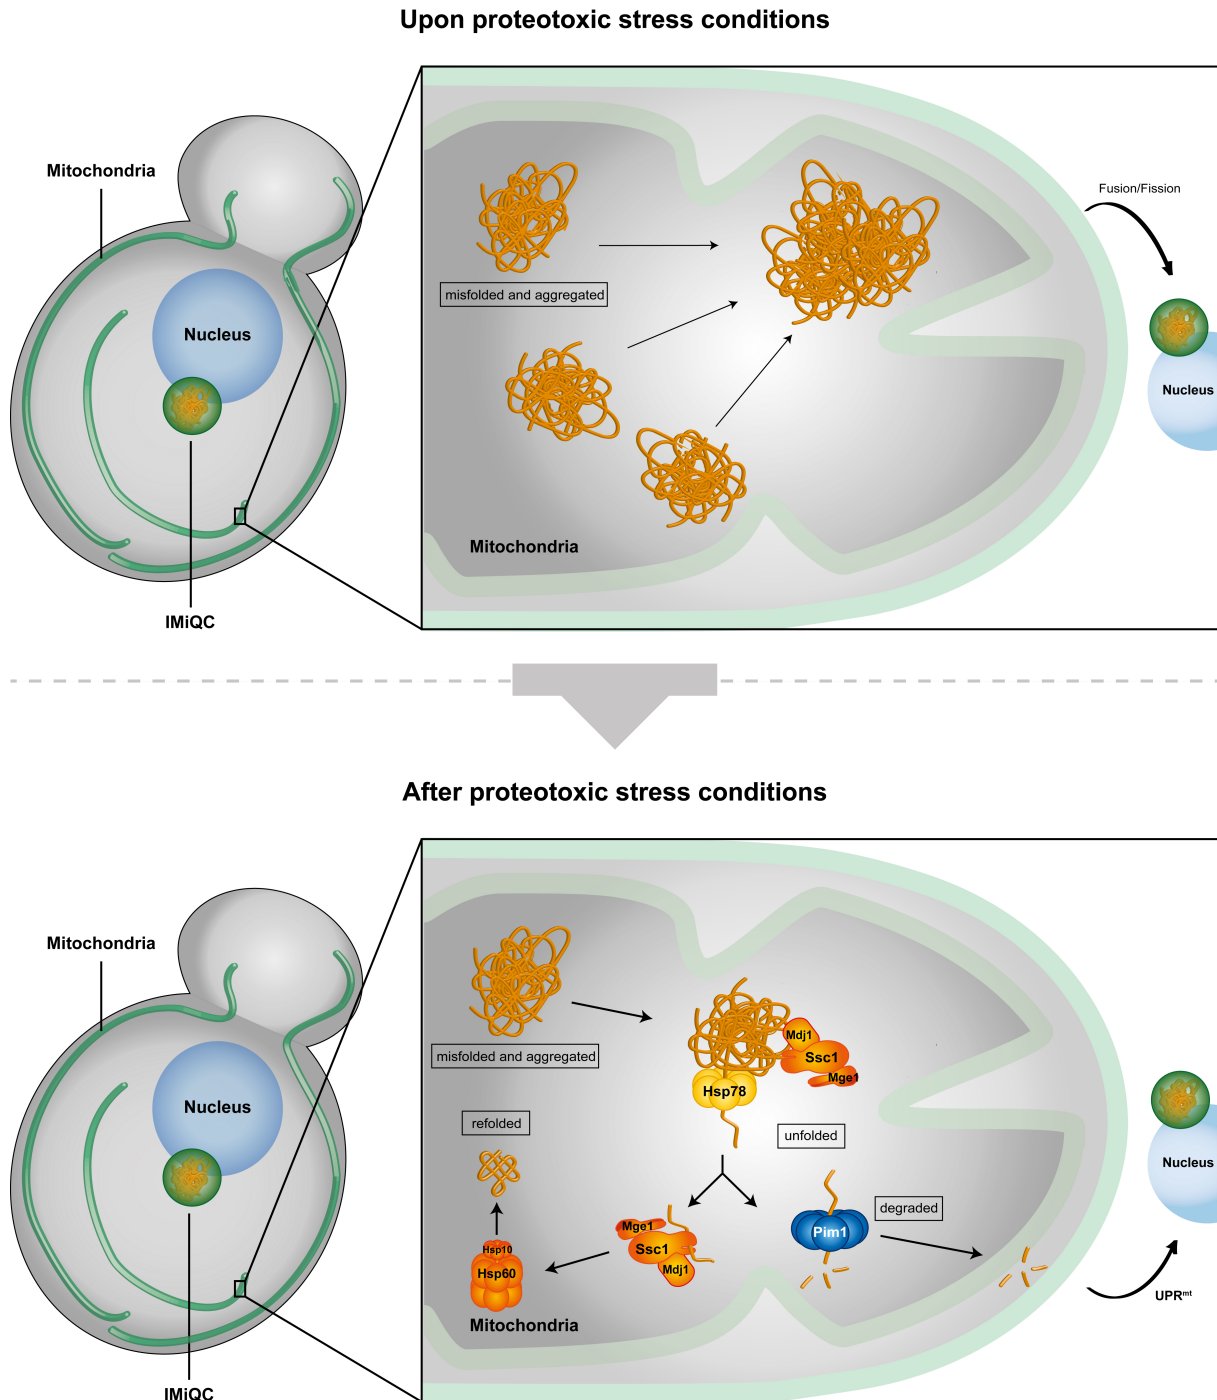 Upon proteotoxic stress conditions
Mitochondria
Fusion/Fission
misfolded and aggregated
Nucleus
Nucleus
Mitochondria
IMiQC
After proteotoxic stress conditions
Mitochondria
Mdj1
misfolded and aggregated
Ssc1
Mge1
Hsp78
Nucleus
refolded
unfolded
Nucleus
degraded
Mge1
Pim1
Ssc1
Hsp10
Mdj1
Hsp60
UPRmt
Mitochondria
IMiQC